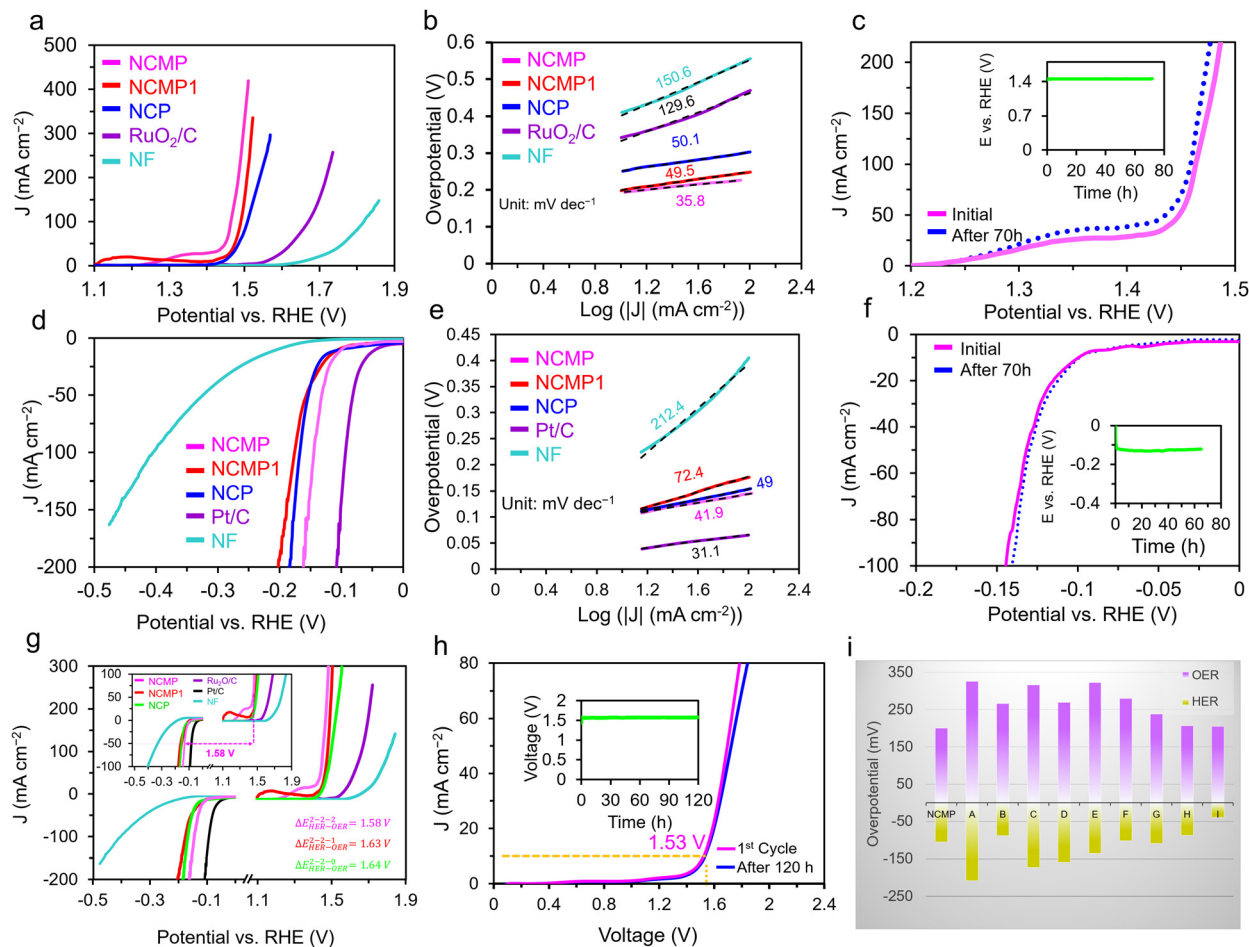 a
500
400
300
200
100
0
J (mA cm⁻²)
NCMP
NCMP1
NCP
RuO₂/C
NF
1.1 1.3 1.5 1.7 1.9
Potential vs. RHE (V)
b
0.6
0.5
0.4
0.3
0.2
0.1
0
Overpotential (V)
NCMP
NCMP1
NCP
RuO₂/C
NF
150.6
129.6
50.1
49.5
35.8
Unit: mV dec⁻¹
0 0.4 0.8 1.2 1.6 2 2.4
Log (|J| (mA cm⁻²))
c
200
150
100
50
0
J (mA cm⁻²)
E vs. RHE (V)
1.4
0.7
0
0 20 40 60 80
Time (h)
Initial
After 70h
1.2 1.3 1.4 1.5
Potential vs. RHE (V)
d
0
-50
-100
-150
-200
J (mA cm⁻²)
NCMP
NCMP1
NCP
Pt/C
NF
-0.5 -0.4 -0.3 -0.2 -0.1 0
Potential vs. RHE (V)
e
0.45
0.4
0.35
0.3
0.25
0.2
0.15
0.1
0.05
0
Overpotential (V)
NCMP
NCMP1
NCP
Pt/C
NF
212.4
72.4
49
41.9
31.1
Unit: mV dec⁻¹
0 0.4 0.8 1.2 1.6 2 2.4
Log (|J| (mA cm⁻²))
f
0
-20
-40
-60
-80
-100
J (mA cm⁻²)
Initial
After 70h
E vs. RHE (V)
0
-0.2
-0.4
0 20 40 60 80
Time (h)
-0.2 -0.15 -0.1 -0.05 0
Potential vs. RHE (V)
g
300
200
100
0
-100
-200
J (mA cm⁻²)
100
50
0
-50
-100
NCMP
NCMP1
NCP
Ru₂O/C
Pt/C
NF
1.58 V
-0.5 -0.3 -0.1 1.1 1.3 1.5 1.7 1.9
ΔE²⁻²⁻²HER−OER = 1.58 V
ΔE²⁻²⁻¹HER−OER = 1.63 V
ΔE²⁻²⁻⁰HER−OER = 1.64 V
-0.5 -0.3 -0.1 1.1 1.3 1.5 1.7 1.9
Potential vs. RHE (V)
h
80
60
40
20
10
0
J (mA cm⁻²)
Voltage (V)
2
1.5
1
0.5
0
0 30 60 90 120
Time (h)
1.53 V
1ˢᵗ Cycle
After 120 h
0 0.4 0.8 1.2 1.6 2 2.4
Voltage (V)
i
350
250
150
50
-50
-150
-250
Overpotential (mV)
OER
HER
NCMP A B C D E F G H I